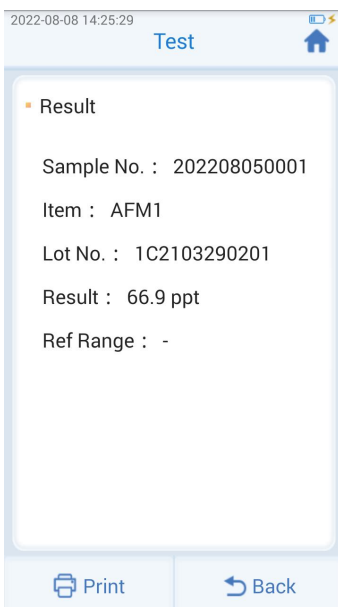 2022-08-08 14:25:29
Test
Result
Sample No.： 202208050001
Item： AFM1
Lot No.： 1C2103290201
Result： 66.9 ppt
Ref Range： -
Print Back